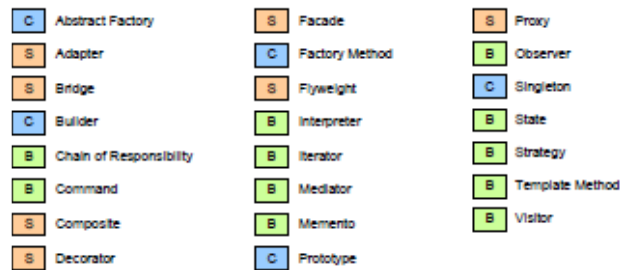 C Abstract Factory
S Adapter
S Bridge
C Builder
B Chain of Responsibility
B Command
S Composite
S Decorator
S Facade
C Factory Method
S Flyweight
B Interpreter
B Iterator
B Mediator
B Memento
C Prototype
S Proxy
B Observer
C Singleton
B State
B Strategy
B Template Method
B Visitor